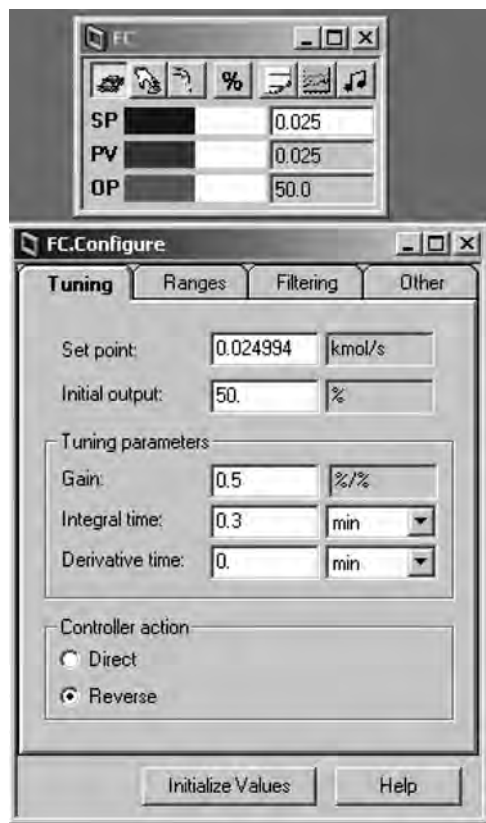 FC
%
SP 0.025
PV 0.025
OP 50.0
FC.Configure
Tuning Ranges Filtering Other
Set point: 0.024994 kmol/s
Initial output: 50. %
Tuning parameters
Gain: 0.5 %/%
Integral time: 0.3 min
Derivative time: 0. min
Controller action
Direct
Reverse
Initialize Values Help